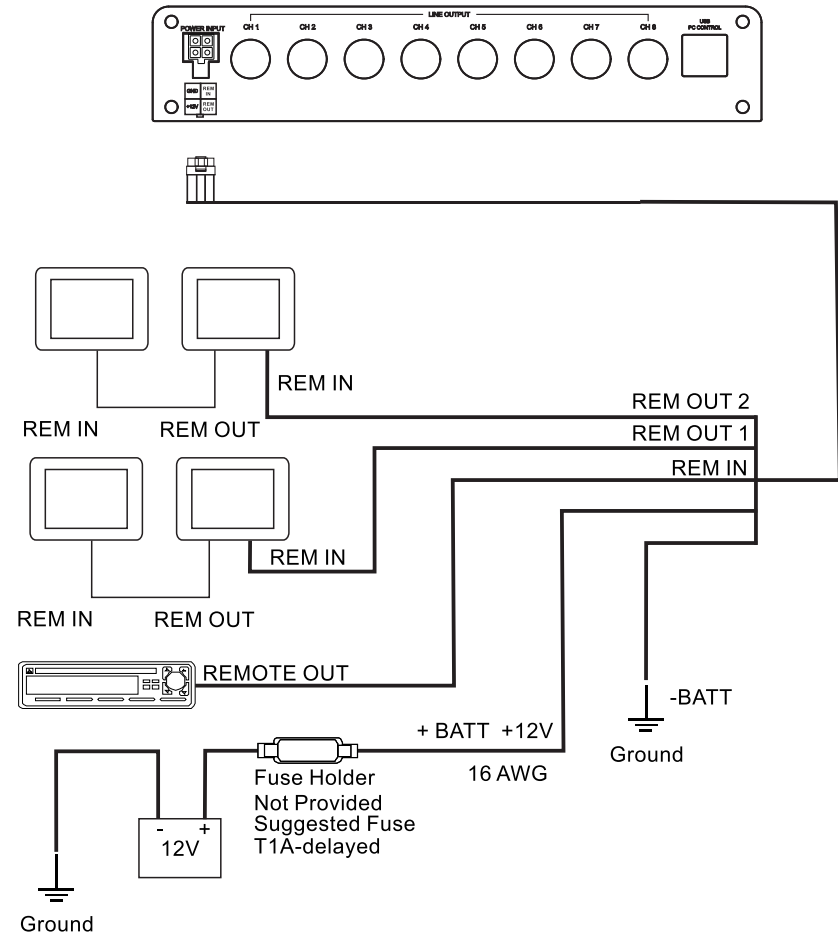 LINE OUTPUT
POWER INPUT
CH 1 CH 2 CH 3 CH 4 CH 5 CH 6 CH 7 CH 8
USB
PC CONTROL
GND REM IN
+12V REM OUT
REM IN
REM OUT 2
REM IN REM OUT
REM OUT 1
REM IN
REM IN
REM IN REM OUT
REMOTE OUT
-BATT
+ BATT +12V
Ground
16 AWG
Fuse Holder
Not Provided
Suggested Fuse
T1A-delayed
- +
12V
Ground